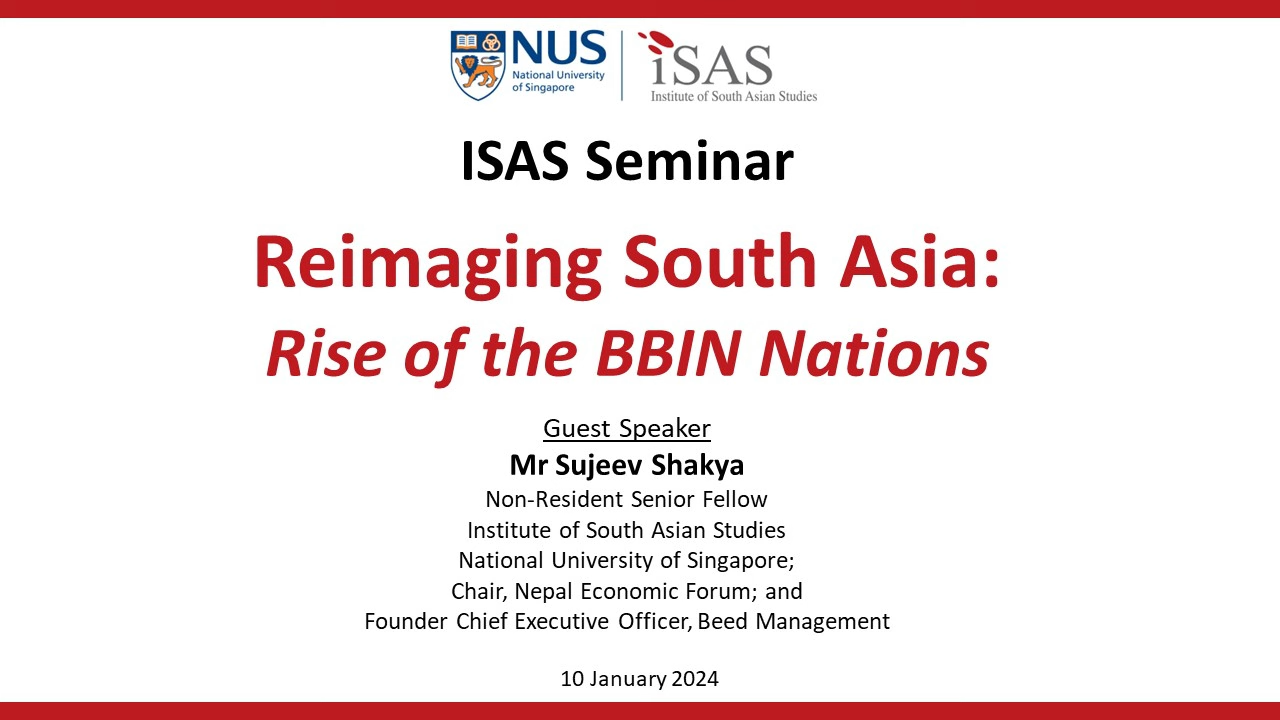 NUS
National University
of Singapore
iSAS
Institute of South Asian Studies
ISAS Seminar
Reimaging South Asia:
Rise of the BBIN Nations
Guest Speaker
Mr Sujeev Shakya
Non-Resident Senior Fellow
Institute of South Asian Studies
National University of Singapore;
Chair, Nepal Economic Forum; and
Founder Chief Executive Officer, Beed Management
10 January 2024